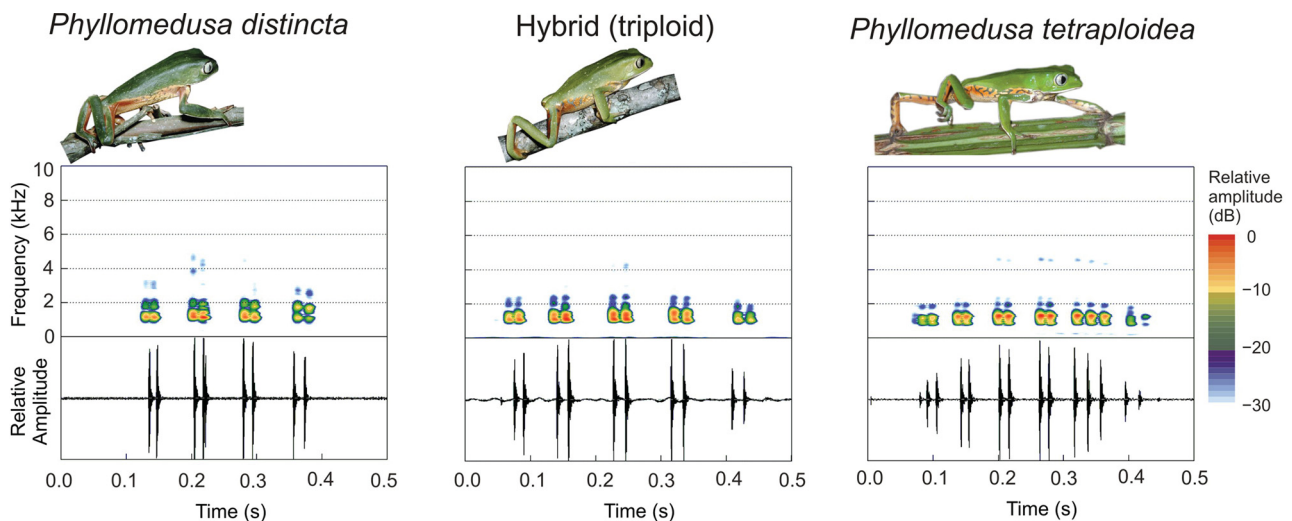 Phyllomedusa distincta
Hybrid (triploid)
Phyllomedusa tetraploidea
Frequency (kHz)
10
8
6
4
2
0
Relative
Amplitude
0.0 0.1 0.2 0.3 0.4 0.5
Time (s)
0.0 0.1 0.2 0.3 0.4 0.5
Time (s)
0.0 0.1 0.2 0.3 0.4 0.5
Time (s)
Relative
amplitude
(dB)
0
−10
−20
−30